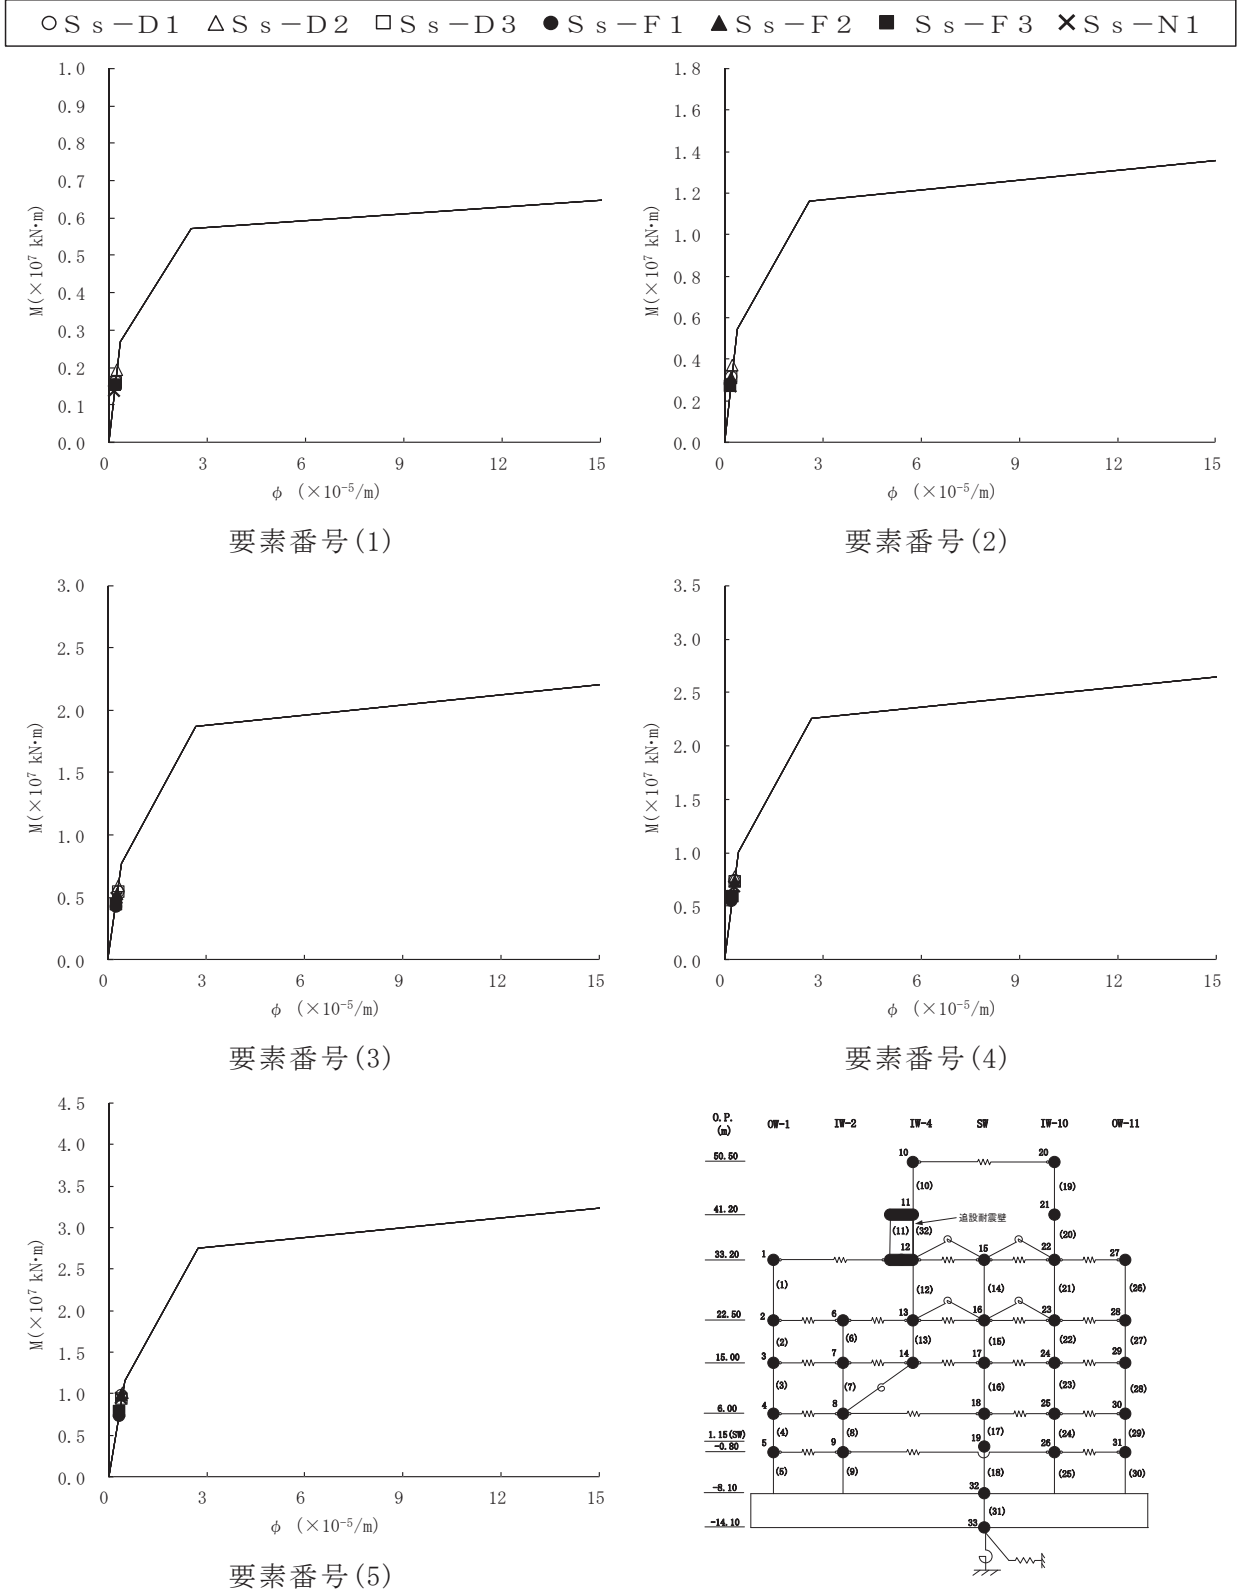 ○Ｓｓ－Ｄ１ △Ｓｓ－Ｄ２ □Ｓｓ－Ｄ３ ●Ｓｓ－Ｆ１ ▲Ｓｓ－Ｆ２ ■Ｓｓ－Ｆ３ ×Ｓｓ－Ｎ１
1.0
0.9
0.8
0.7
0.6
0.5
0.4
0.3
0.2
0.1
0.0
M(×10⁷ kN·m)
0 3 6 9 12 15
φ (×10⁻⁵/m)
要素番号(1)
1.8
1.6
1.4
1.2
1.0
0.8
0.6
0.4
0.2
0.0
M(×10⁷ kN·m)
0 3 6 9 12 15
φ (×10⁻⁵/m)
要素番号(2)
3.0
2.5
2.0
1.5
1.0
0.5
0.0
M(×10⁷ kN·m)
0 3 6 9 12 15
φ (×10⁻⁵/m)
要素番号(3)
3.5
3.0
2.5
2.0
1.5
1.0
0.5
0.0
M(×10⁷ kN·m)
0 3 6 9 12 15
φ (×10⁻⁵/m)
要素番号(4)
4.5
4.0
3.5
3.0
2.5
2.0
1.5
1.0
0.5
0.0
M(×10⁷ kN·m)
0 3 6 9 12 15
φ (×10⁻⁵/m)
要素番号(5)
O.P.
(m)
OW-1 IW-2 IW-4 SW IW-10 OW-11
50.50 10 20
(10) (19)
41.20 11 21
追設耐震壁
(11) (32) (20)
33.20 1 12 15 22 27
(1) (12) (14) (21) (26)
22.50 2 6 13 16 23 28
(2) (6) (13) (15) (22) (27)
15.00 3 7 14 17 24 29
(3) (7) (16) (23) (28)
6.00 4 8 18 25 30
(4) (8) (17) (24) (29)
1.15(SW) 19
-0.80 5 9 26 31
(5) (9) (18) (25) (30)
-8.10 32
(31)
-14.10 33